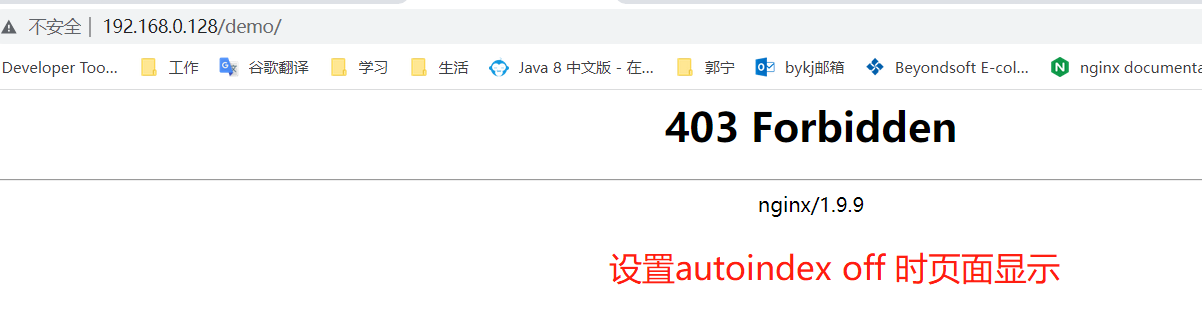 不安全 | 192.168.0.128/demo/
Developer Too... 工作 谷歌翻译 学习 生活 Java 8 中文版 - 在... 郭宁 bykj邮箱 Beyondsoft E-col... nginx documenta
403 Forbidden
nginx/1.9.9
设置autoindex off 时页面显示